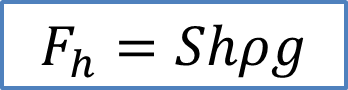 F_h = Shρg